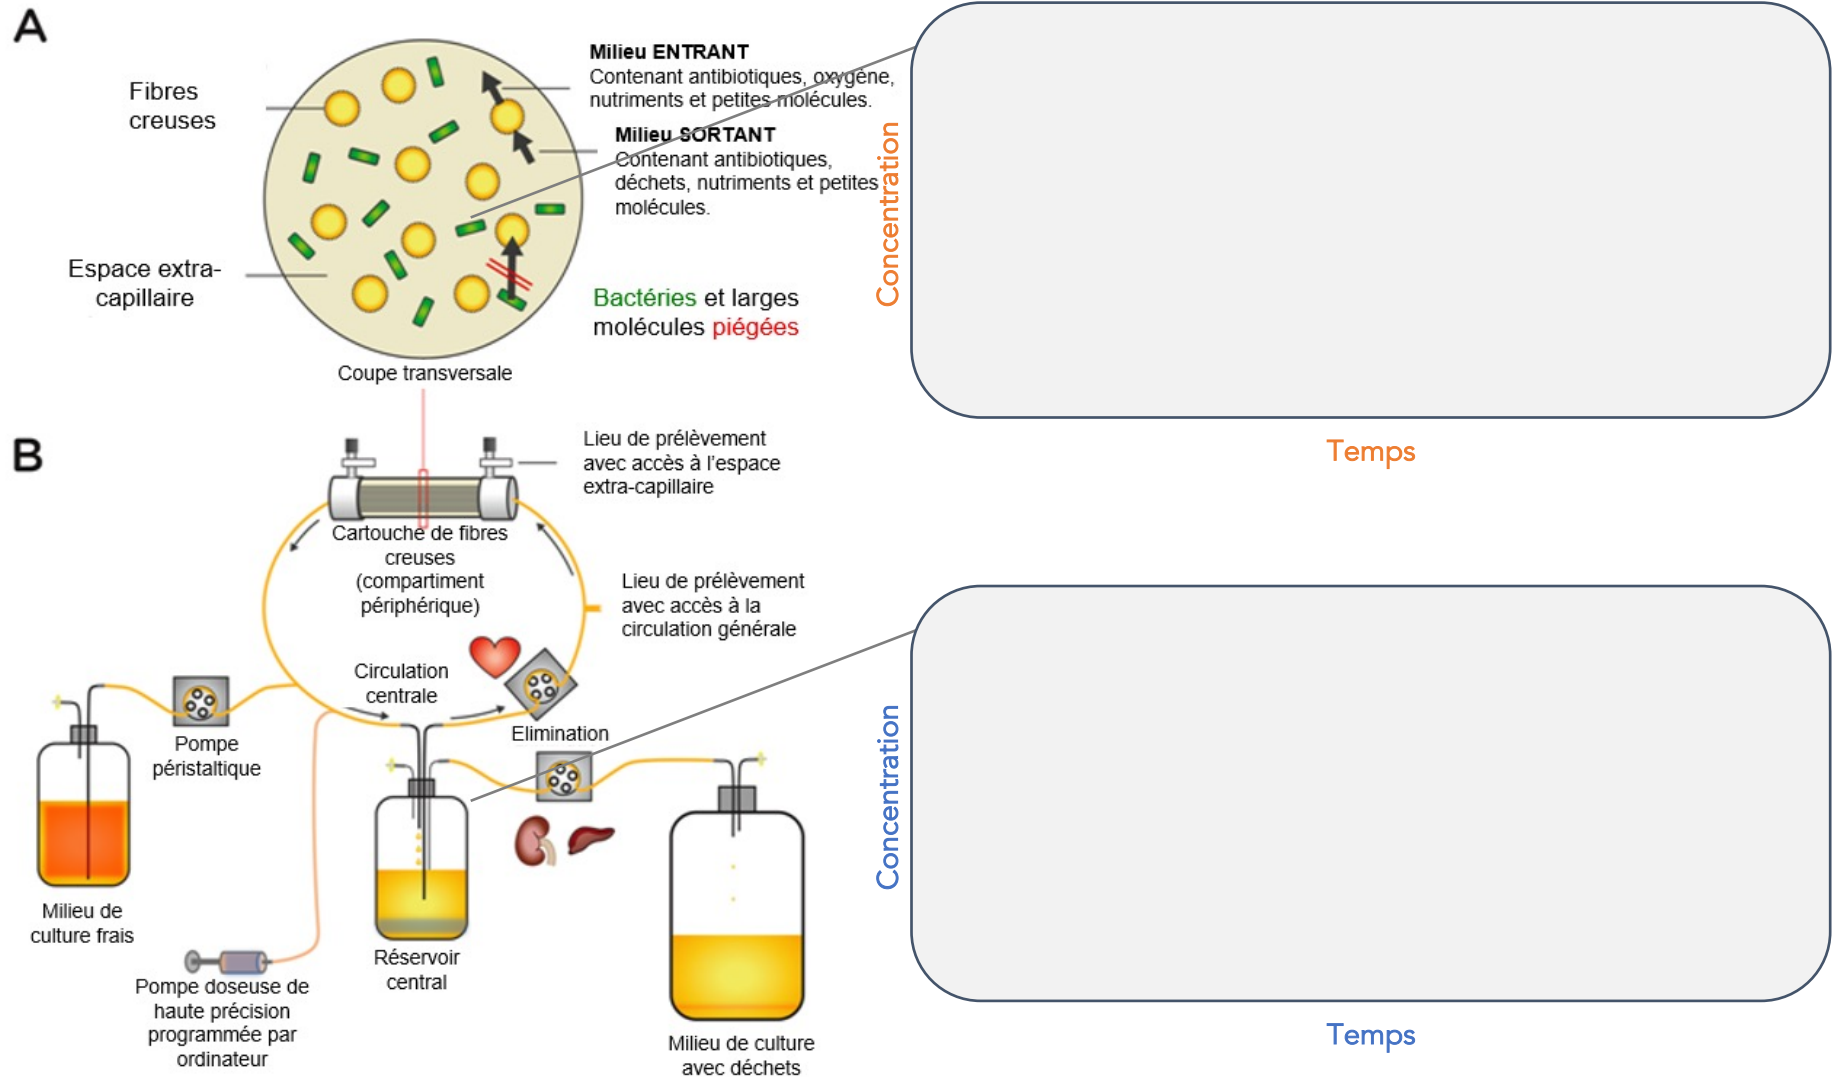 A
Fibres
creuses
Milieu ENTRANT
Contenant antibiotiques, oxygène,
nutriments et petites molécules.
Milieu SORTANT
Contenant antibiotiques,
déchets, nutriments et petites
molécules.
Espace extra-
capillaire
Bactéries et larges
molécules piégées
Coupe transversale
Concentration
Temps
B
Lieu de prélèvement
avec accès à l'espace
extra-capillaire
Cartouche de fibres
creuses
(compartiment
périphérique)
Lieu de prélèvement
avec accès à la
circulation générale
Circulation
centrale
Elimination
Pompe
péristaltique
Milieu de
culture frais
Réservoir
central
Pompe doseuse de
haute précision
programmée par
ordinateur
Milieu de culture
avec déchets
Concentration
Temps